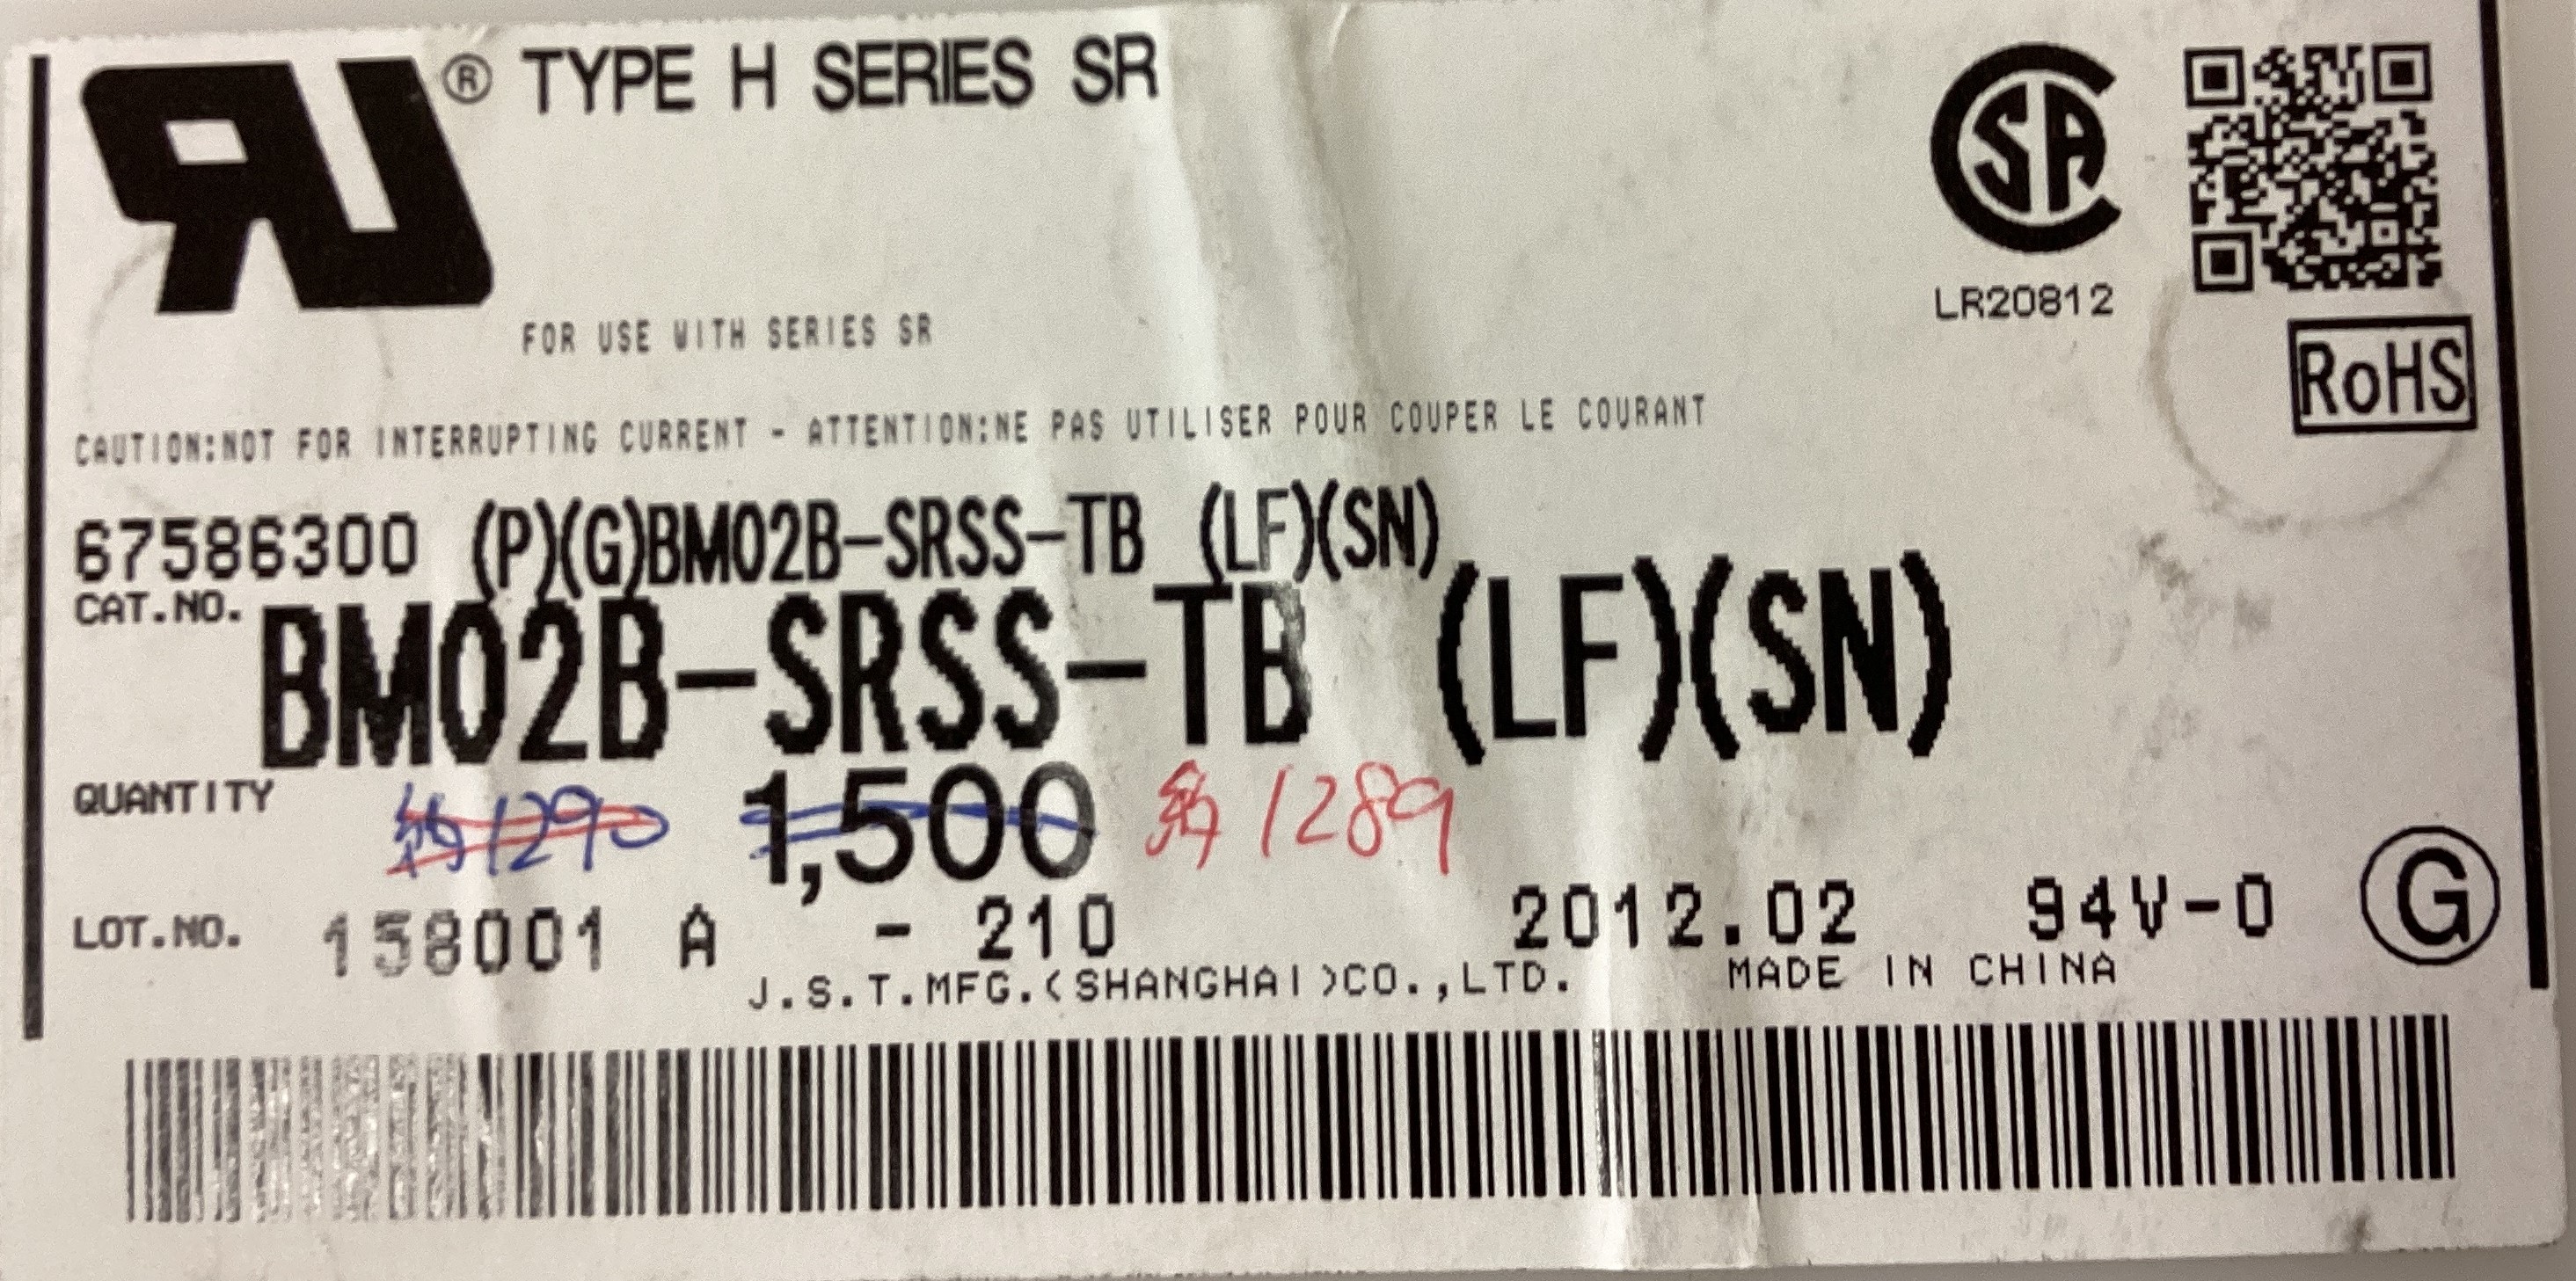 RU® TYPE H SERIES SR
CSA
LR20812
RoHS
FOR USE WITH SERIES SR
CAUTION:NOT FOR INTERRUPTING CURRENT - ATTENTION:NE PAS UTILISER POUR COUPER LE COURANT
67586300 (P)(G)BM02B-SRSS-TB (LF)(SN)
CAT.NO. BM02B-SRSS-TB (LF)(SN)
QUANTITY 約1290 1,500 約1289
LOT.NO. 158001 A - 210 2012.02 94V-0 G
J.S.T.MFG.(SHANGHAI)CO.,LTD. MADE IN CHINA